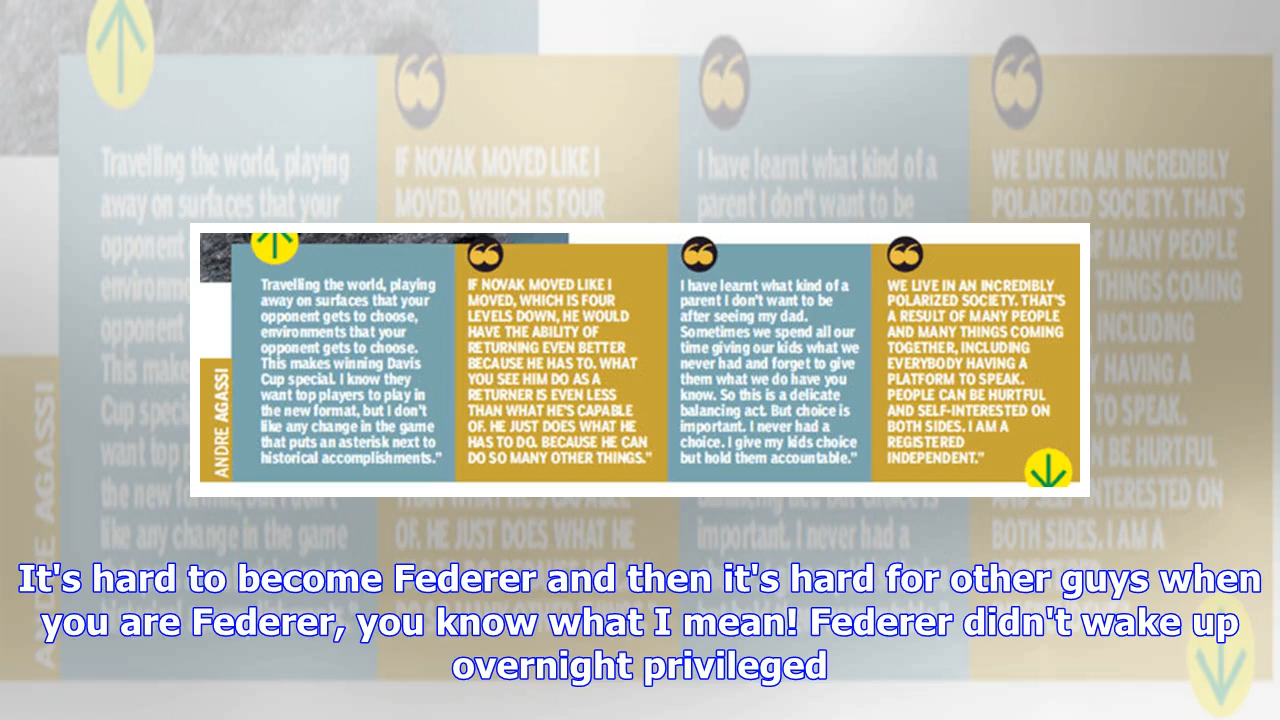 ANDRE AGASSI
Travelling the world, playing
away on surfaces that your
opponent gets to choose,
environments that your
opponent gets to choose.
This makes winning Davis
Cup special. I know they
want top players to play in
the new format, but I don't
like any change in the game
that puts an asterisk next to
historical accomplishments."
IF NOVAK MOVED LIKE I
MOVED, WHICH IS FOUR
LEVELS DOWN, HE WOULD
HAVE THE ABILITY OF
RETURNING EVEN BETTER
BECAUSE HE HAS TO. WHAT
YOU SEE HIM DO AS A
RETURNER IS EVEN LESS
THAN WHAT HE'S CAPABLE
OF. HE JUST DOES WHAT HE
HAS TO DO. BECAUSE HE CAN
DO SO MANY OTHER THINGS."
I have learnt what kind of a
parent I don't want to be
after seeing my dad.
Sometimes we spend all our
time giving our kids what we
never had and forget to give
them what we do have you
know. So this is a delicate
balancing act. But choice is
important. I never had a
choice. I give my kids choice
but hold them accountable."
WE LIVE IN AN INCREDIBLY
POLARIZED SOCIETY. THAT'S
A RESULT OF MANY PEOPLE
AND MANY THINGS COMING
TOGETHER, INCLUDING
EVERYBODY HAVING A
PLATFORM TO SPEAK.
PEOPLE CAN BE HURTFUL
AND SELF-INTERESTED ON
BOTH SIDES. I AM A
REGISTERED
INDEPENDENT."
It's hard to become Federer and then it's hard for other guys when
you are Federer, you know what I mean! Federer didn't wake up
overnight privileged